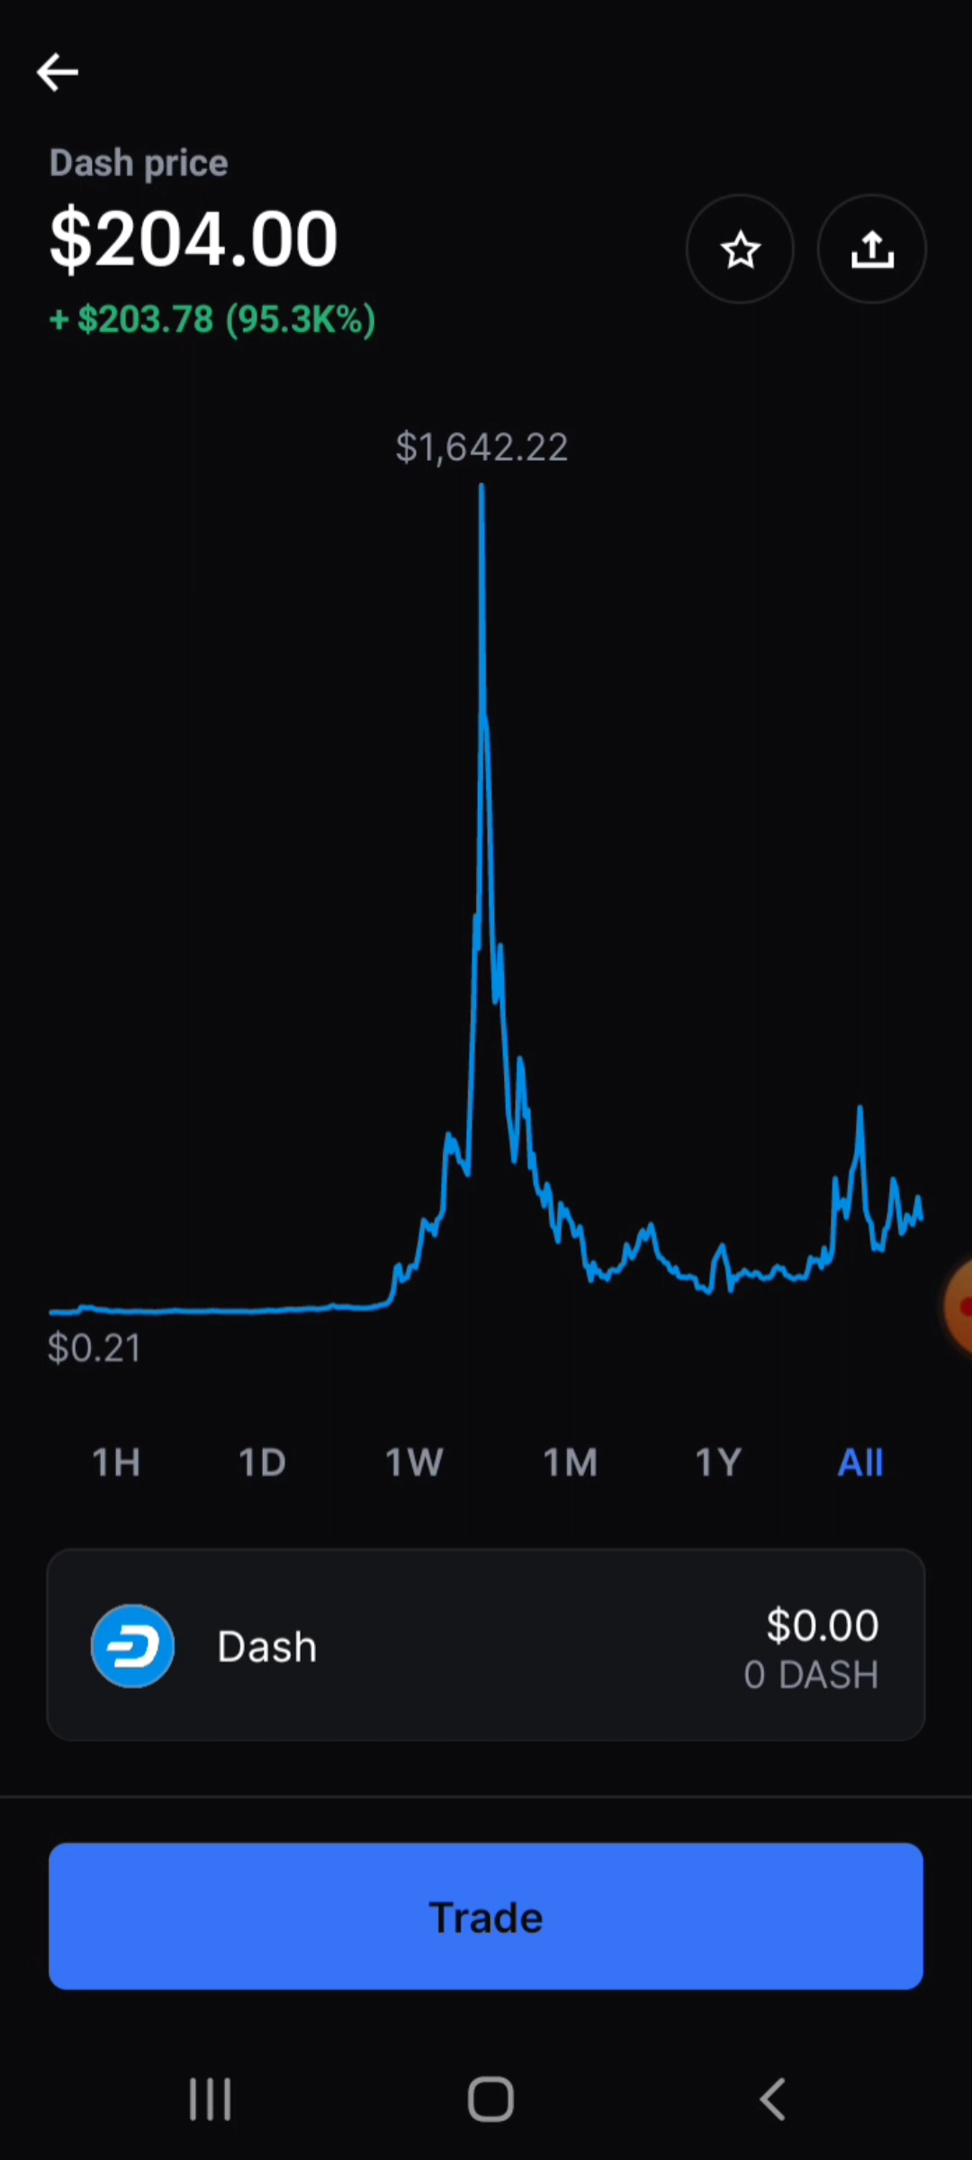 Dash price
$204.00
+ $203.78 (95.3K%)
$1,642.22
$0.21
1H 1D 1W 1M 1Y All
Dash
$0.00
0 DASH
Trade